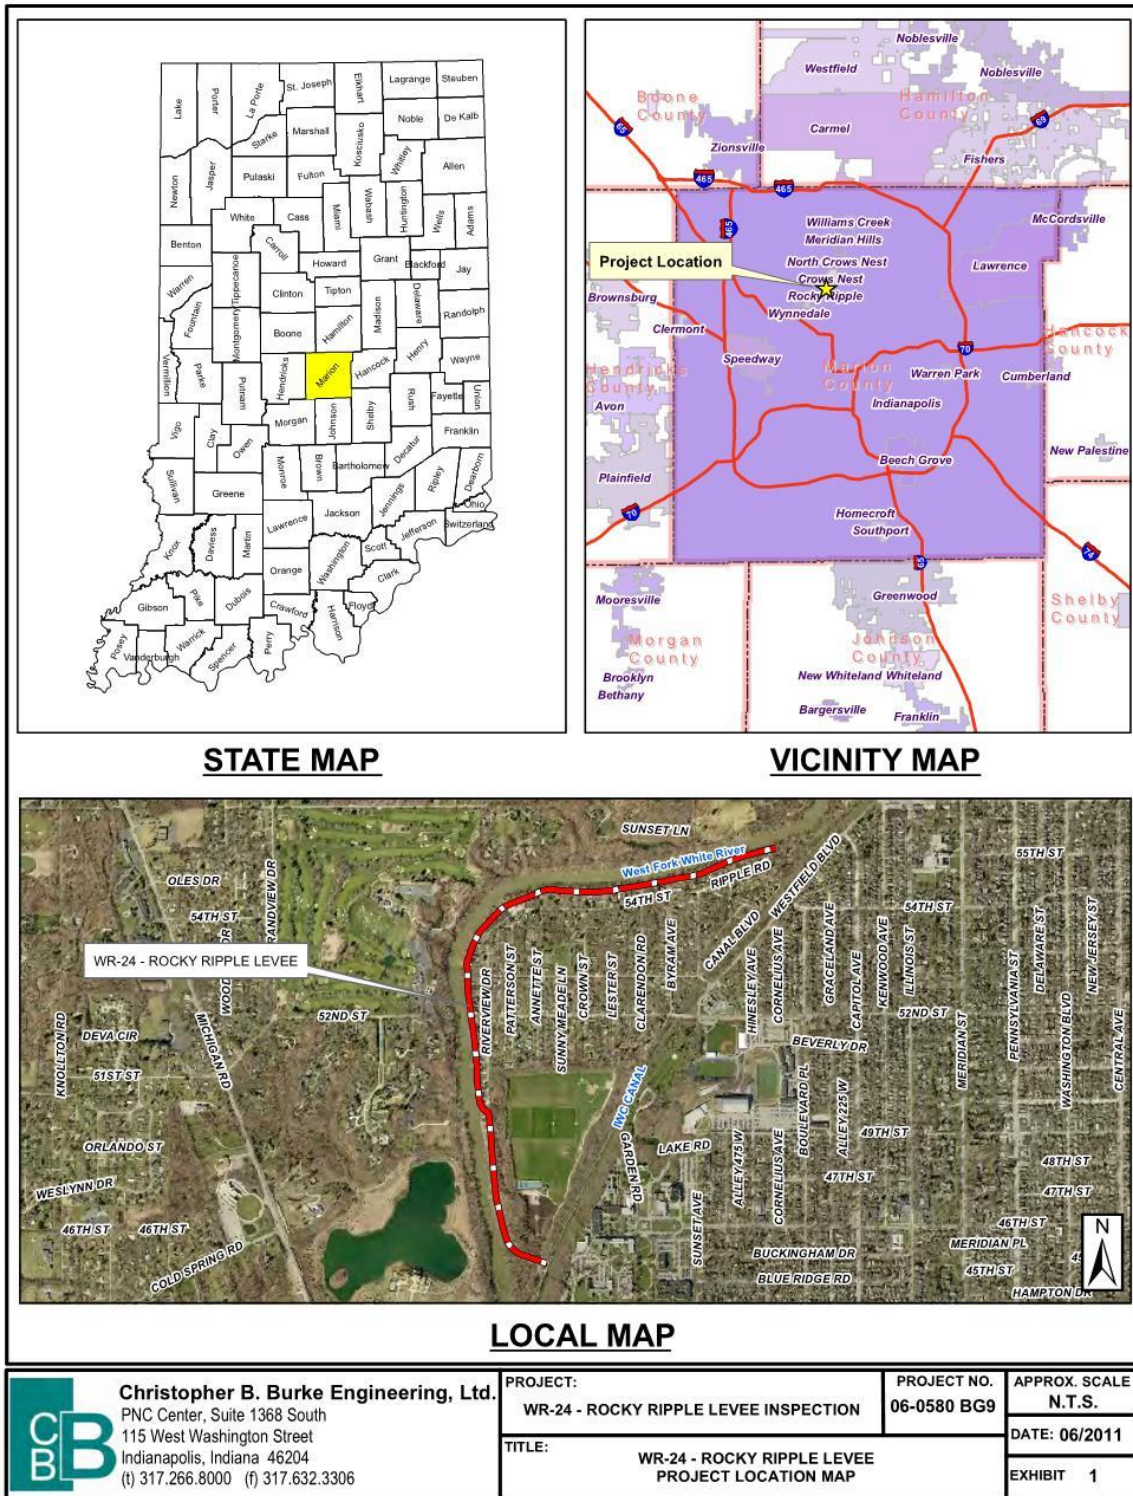 Lake
Porter
La Porte
St. Joseph
Elkhart
Lagrange
Steuben
Noble
De Kalb
Starke
Marshall
Kosciusko
Whitley
Allen
Newton
Jasper
Pulaski
Fulton
Wabash
Huntington
Miami
White
Cass
Wells
Adams
Benton
Carroll
Grant
Blackford
Jay
Howard
Warren
Tippecanoe
Clinton
Tipton
Delaware
Randolph
Fountain
Montgomery
Boone
Hamilton
Madison
Henry
Wayne
Vermillion
Parke
Putnam
Hendricks
Marion
Hancock
Rush
Fayette
Union
Morgan
Johnson
Shelby
Franklin
Vigo
Clay
Owen
Monroe
Brown
Bartholomew
Decatur
Ripley
Dearborn
Sullivan
Greene
Jackson
Jennings
Ohio
Switzerland
Lawrence
Jefferson
Knox
Daviess
Martin
Washington
Scott
Orange
Clark
Gibson
Pike
Dubois
Crawford
Harrison
Floyd
Posey
Vanderburgh
Warrick
Spencer
Perry
STATE MAP
Noblesville
Westfield
Noblesville
Boone
County
Hamilton
County
65
69
Carmel
Zionsville
Fishers
465
465
465
McCordsville
Williams Creek
Meridian Hills
North Crows Nest
Lawrence
Project Location
Crows Nest
Rocky Ripple
Brownsburg
Wynnedale
Clermont
Hancock
County
Speedway
70
Hendricks
County
Marion
County
Warren Park
Cumberland
Avon
Indianapolis
Beech Grove
New Palestine
Plainfield
70
Homecroft
Southport
74
65
Mooresville
Greenwood
Shelby
County
Morgan
County
Johnson
County
Brooklyn
New Whiteland
Whiteland
Bethany
Bargersville
Franklin
VICINITY MAP
SUNSET LN
West Fork White River
RIPPLE RD
WESTFIELD BLVD
55TH ST
OLES DR
54TH ST
54TH ST
54TH ST
CANAL BLVD
WR-24 - ROCKY RIPPLE LEVEE
RIVERVIEW DR
PATTERSON ST
ANNETTE ST
SUNNY MEADE LN
CROWN ST
LESTER ST
CLARENDON RD
BYRAM AVE
HINESLEY AVE
CORNELIUS AVE
GRACELAND AVE
CAPITOL AVE
KENWOOD AVE
ILLINOIS ST
MERIDIAN ST
PENNSYLVANIA ST
DELAWARE ST
WASHINGTON BLVD
NEW JERSEY ST
CENTRAL AVE
52ND ST
52ND ST
KNOLLTON RD
DEVA CIR
MICHIGAN RD
51ST ST
BEVERLY DR
IWC CANAL
BOULEVARD PL
ALLEY 225 W
ORLANDO ST
GARDEN RD
LAKE RD
ALLEY 475 W
CORNELIUS AVE
49TH ST
48TH ST
47TH ST
47TH ST
WESLYNN DR
46TH ST
46TH ST
COLD SPRING RD
SUNSET AVE
BUCKINGHAM DR
BLUE RIDGE RD
46TH ST
MERIDIAN PL
45TH ST
HAMPTON DR
N
LOCAL MAP
CBB
Christopher B. Burke Engineering, Ltd.
PNC Center, Suite 1368 South
115 West Washington Street
Indianapolis, Indiana 46204
(t) 317.266.8000 (f) 317.632.3306
PROJECT:
WR-24 - ROCKY RIPPLE LEVEE INSPECTION
PROJECT NO.
06-0580 BG9
APPROX. SCALE
N.T.S.
TITLE:
WR-24 - ROCKY RIPPLE LEVEE
PROJECT LOCATION MAP
DATE: 06/2011
EXHIBIT 1